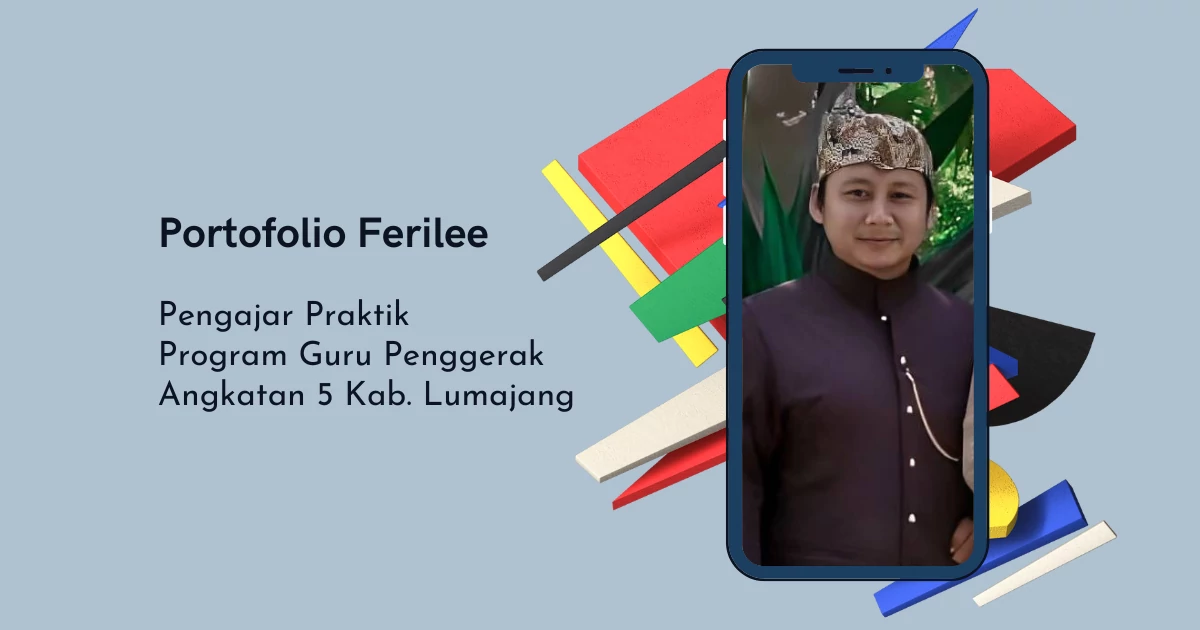 Portofolio Ferilee
Pengajar Praktik
Program Guru Penggerak
Angkatan 5 Kab. Lumajang